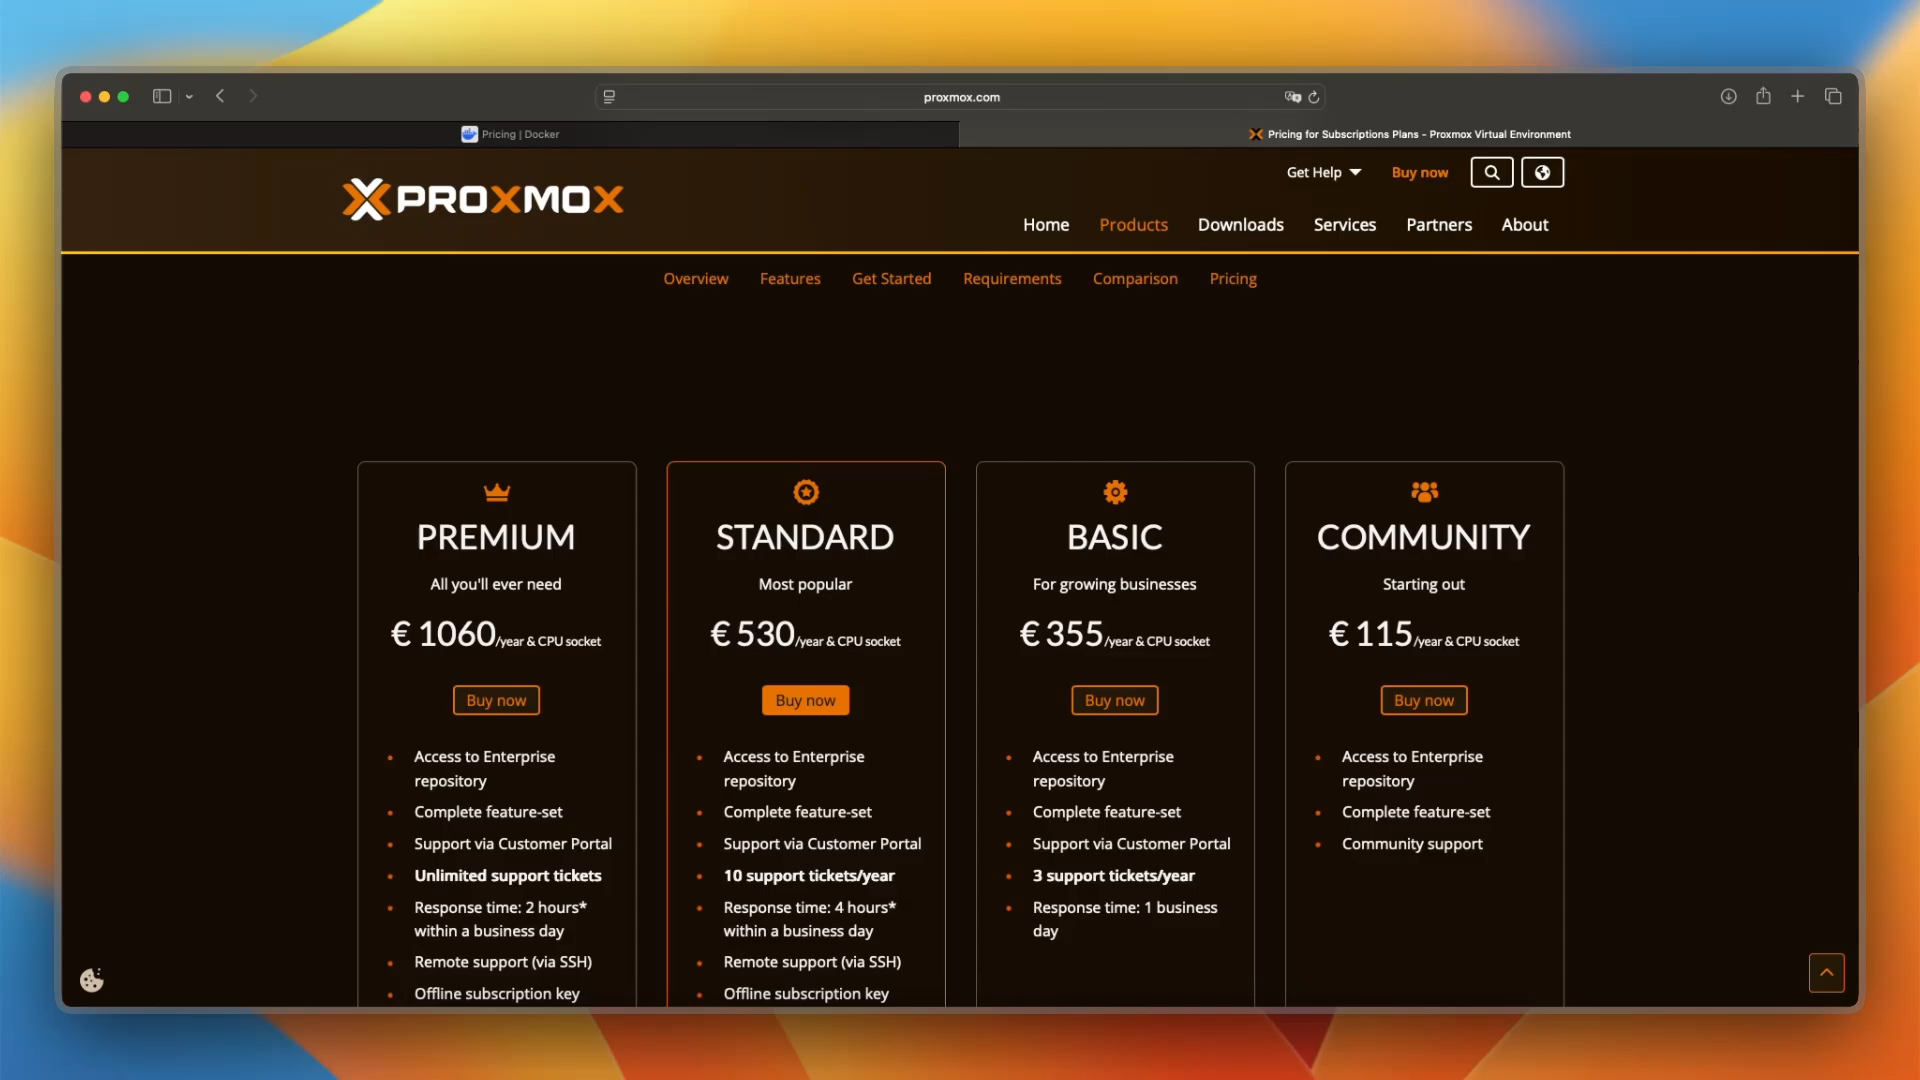 proxmox.com
Pricing | Docker
Pricing for Subscriptions Plans - Proxmox Virtual Environment
Get Help
Buy now
PROXMOX
Home
Products
Downloads
Services
Partners
About
Overview
Features
Get Started
Requirements
Comparison
Pricing
PREMIUM
All you'll ever need
€ 1060/year & CPU socket
Buy now
Access to Enterprise
repository
Complete feature-set
Support via Customer Portal
Unlimited support tickets
Response time: 2 hours*
within a business day
Remote support (via SSH)
Offline subscription key
STANDARD
Most popular
€ 530/year & CPU socket
Buy now
Access to Enterprise
repository
Complete feature-set
Support via Customer Portal
10 support tickets/year
Response time: 4 hours*
within a business day
Remote support (via SSH)
Offline subscription key
BASIC
For growing businesses
€ 355/year & CPU socket
Buy now
Access to Enterprise
repository
Complete feature-set
Support via Customer Portal
3 support tickets/year
Response time: 1 business
day
COMMUNITY
Starting out
€ 115/year & CPU socket
Buy now
Access to Enterprise
repository
Complete feature-set
Community support